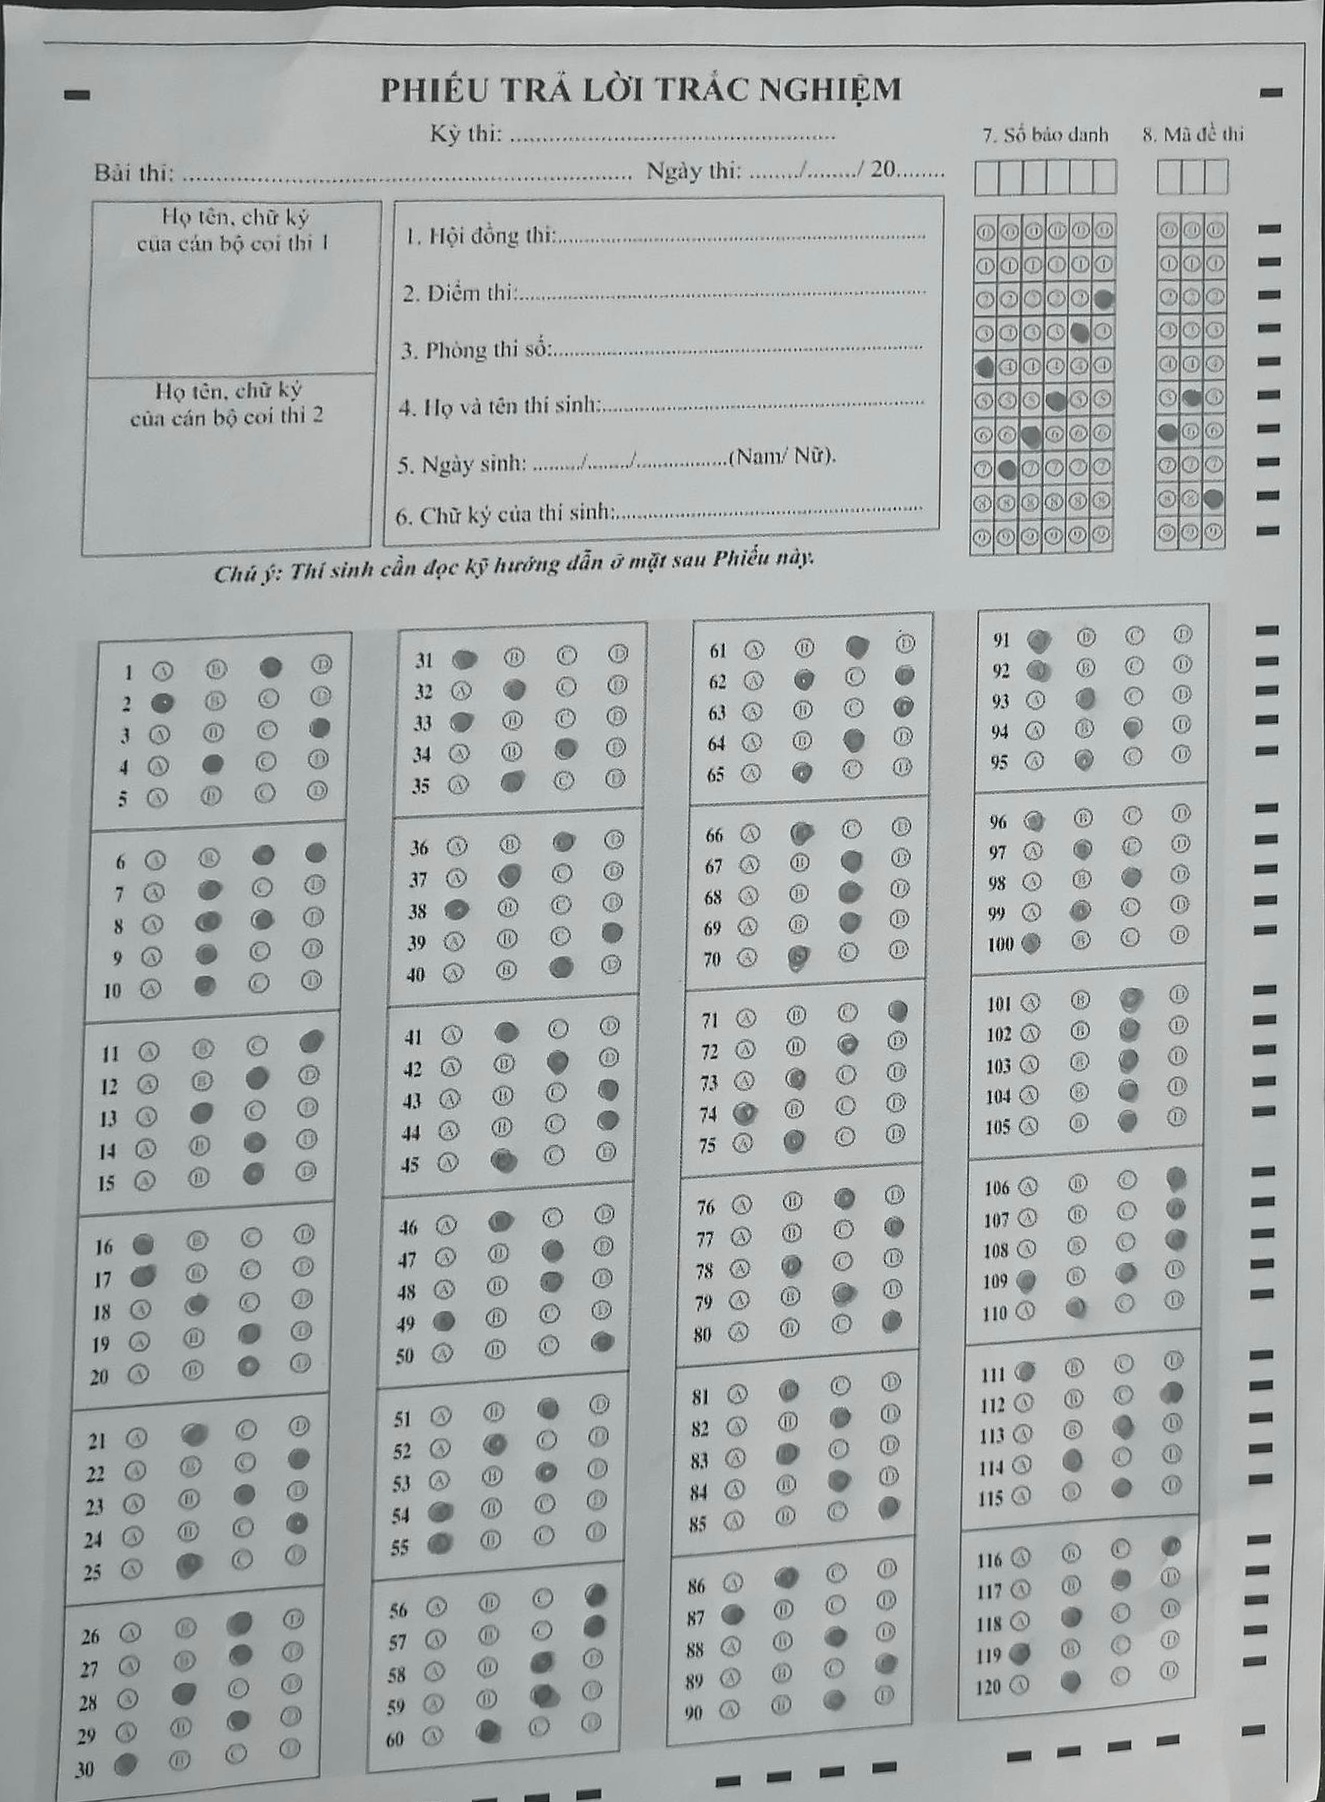 PHIẾU TRẢ LỜI TRẮC NGHIỆM
Kỳ thi: ........................................
Bài thi: ........................................ Ngày thi: ......../......../ 20........
7. Số báo danh
8. Mã đề thi
Họ tên, chữ ký
của cán bộ coi thi 1
Họ tên, chữ ký
của cán bộ coi thi 2
1. Hội đồng thi:........................................
2. Điểm thi:........................................
3. Phòng thi số:........................................
4. Họ và tên thí sinh:........................................
5. Ngày sinh: ......../......../................(Nam/ Nữ).
6. Chữ ký của thí sinh:........................................
Chú ý: Thí sinh cần đọc kỹ hướng dẫn ở mặt sau Phiếu này.
1 A B D
2 B C D
3 A B C
4 A C D
5 A B C D
6 A B
7 A C D
8 A D
9 A C D
10 A C D
11 A B C
12 A B D
13 A C D
14 A B D
15 A B D
16 B C D
17 B C D
18 A C D
19 A B D
20 A B D
21 A C D
22 A B C
23 A B D
24 A B C
25 A C D
26 A B D
27 A B D
28 A C D
29 A B D
30 B C D
31 B C D
32 A C D
33 B C D
34 A B D
35 A C D
36 A B D
37 A C D
38 B C D
39 A B C
40 A B D
41 A C D
42 A B D
43 A B C
44 A B C
45 A C D
46 A C D
47 A B D
48 A B D
49 B C D
50 A B C
51 A B D
52 A C D
53 A B D
54 B C D
55 B C D
56 A B C
57 A B C
58 A B D
59 A B D
60 A C D
61 A B D
62 A C
63 A B C
64 A B D
65 A C D
66 A C D
67 A B D
68 A B D
69 A B D
70 A C D
71 A B C
72 A B D
73 A C D
74 B C D
75 A C D
76 A B D
77 A B C
78 A C D
79 A B D
80 A B C
81 A C D
82 A B D
83 A C D
84 A B D
85 A B C
86 A C D
87 B C D
88 A B D
89 A B C
90 A B D
91 B C D
92 B C D
93 A C D
94 A B D
95 A C D
96 B C D
97 A C D
98 A B D
99 A C D
100 B C D
101 A B D
102 A B D
103 A B D
104 A B D
105 A B D
106 A B C
107 A B C
108 A B C
109 B D
110 A C D
111 B C D
112 A B C
113 A B D
114 A C D
115 A B D
116 A B C
117 A B D
118 A C D
119 B C D
120 A C D